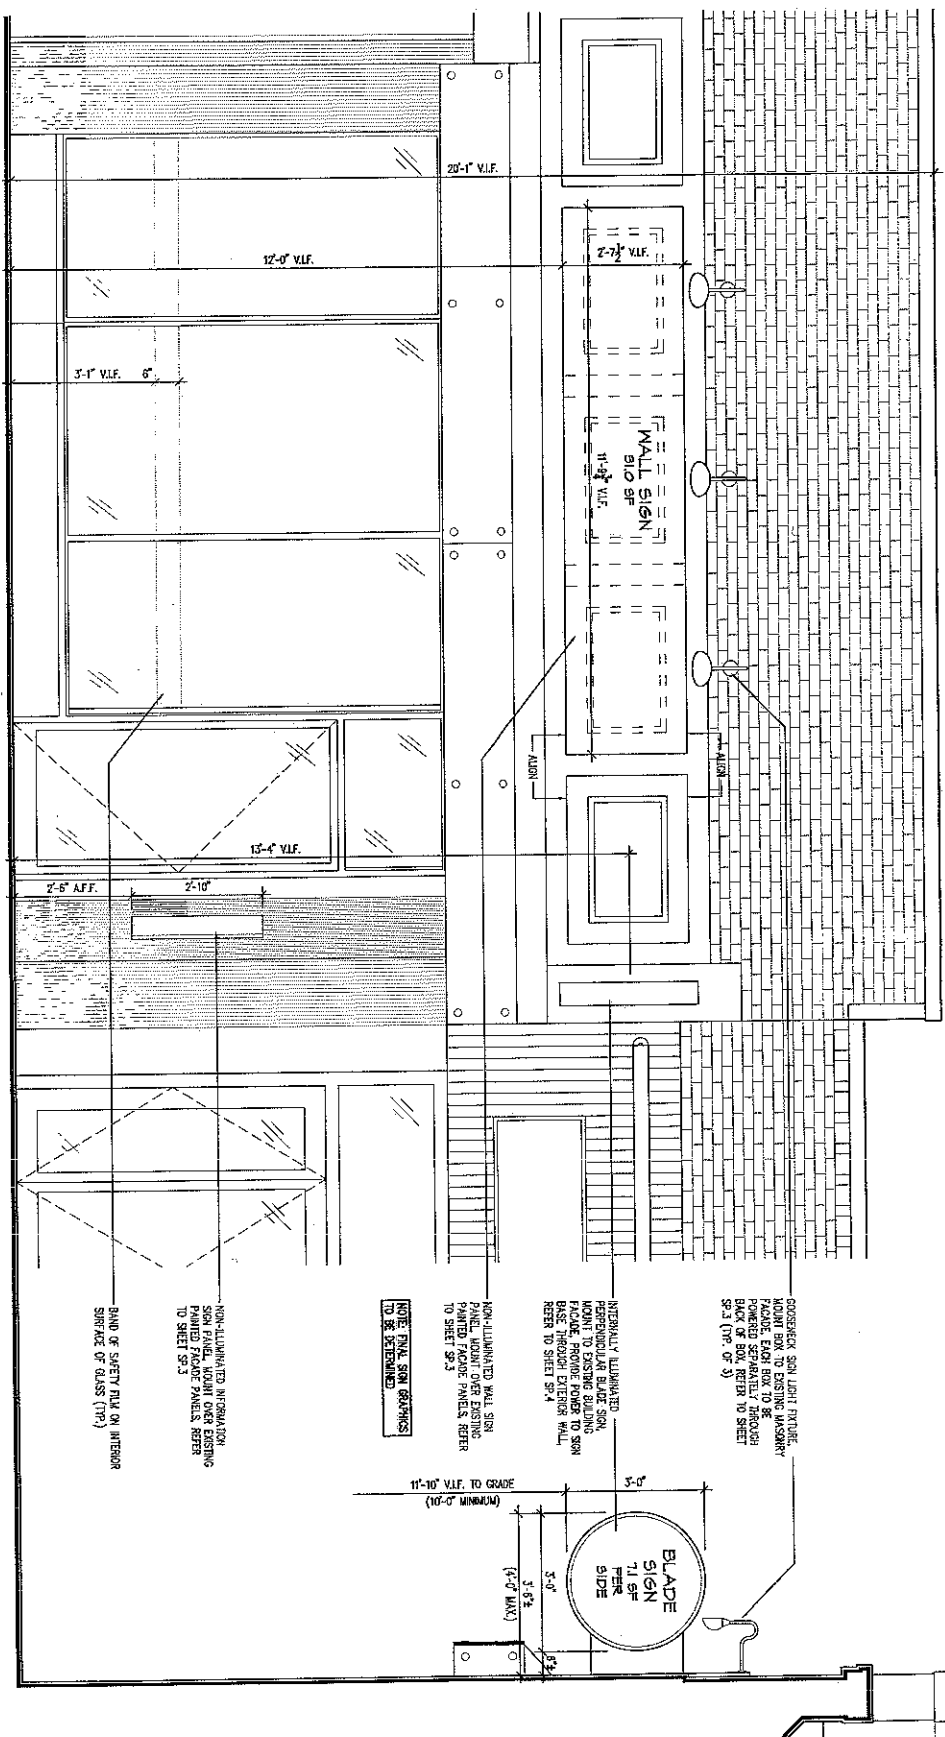 20'-1" V.I.F.
12'-0" V.I.F.
2'-7½" V.I.F.
3'-1" V.I.F. 6"
WALL SIGN
31.0 SF
11'-9¾" V.I.F.
ALIGN
ALIGN
13'-4" V.I.F.
2'-6" A.F.F.
2'-10"
GOOSENECK SIGN LIGHT FIXTURE,
MOUNT BOX TO EXISTING MASONRY
FACADE. EACH BOX TO BE
POWERED SEPARATELY THROUGH
BACK OF BOX, REFER TO SHEET
SP.3 (TYP. OF 3)
INTERNALLY ILLUMINATED
PERPENDICULAR BLADE SIGN,
MOUNT TO EXISTING BUILDING
FACADE, PROVIDE POWER TO SIGN
BASE THROUGH EXTERIOR WALL,
REFER TO SHEET SP.4
NON-ILLUMINATED WALL SIGN
PANEL, MOUNT OVER EXISTING
PAINTED FACADE PANELS, REFER
TO SHEET SP.3
NOTE: FINAL SIGN GRAPHICS
TO BE DETERMINED
NON-ILLUMINATED INFORMATION
SIGN PANEL, MOUNT OVER EXISTING
PAINTED FACADE PANELS, REFER
TO SHEET SP.3
BAND OF SAFETY FILM ON INTERIOR
SURFACE OF GLASS (TYP.)
11'-10" V.I.F. TO GRADE
(10'-0" MINIMUM)
3'-0"
BLADE
SIGN
7.1 SF
PER
SIDE
3'-0"
6"±
3'-6"±
(4'-0" MAX.)